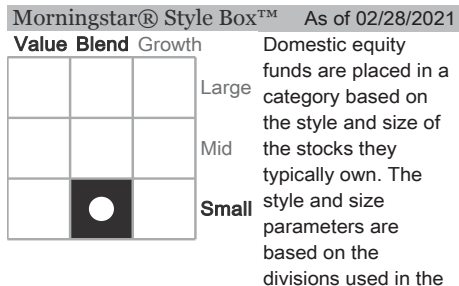 Morningstar® Style Box™ As of 02/28/2021
Value Blend Growth
Large
Mid
Small
Domestic equity
funds are placed in a
category based on
the style and size of
the stocks they
typically own. The
style and size
parameters are
based on the
divisions used in the